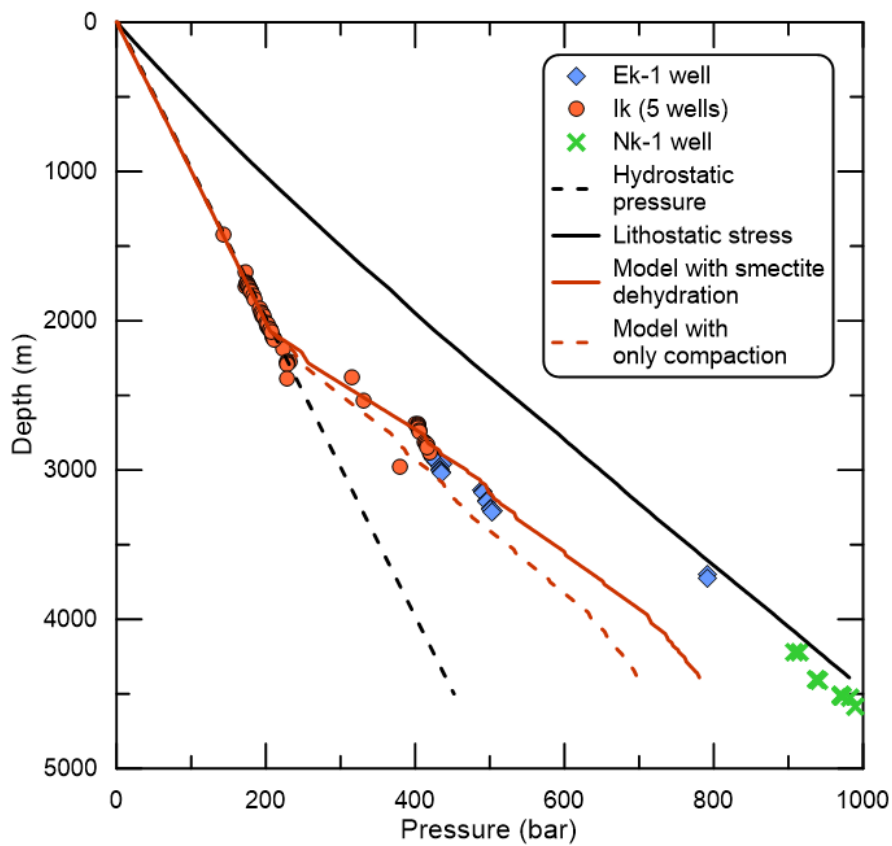 0
1000
2000
3000
4000
5000
Depth (m)
0
200
400
600
800
1000
Pressure (bar)
Ek-1 well
Ik (5 wells)
Nk-1 well
Hydrostatic
pressure
Lithostatic stress
Model with smectite
dehydration
Model with
only compaction